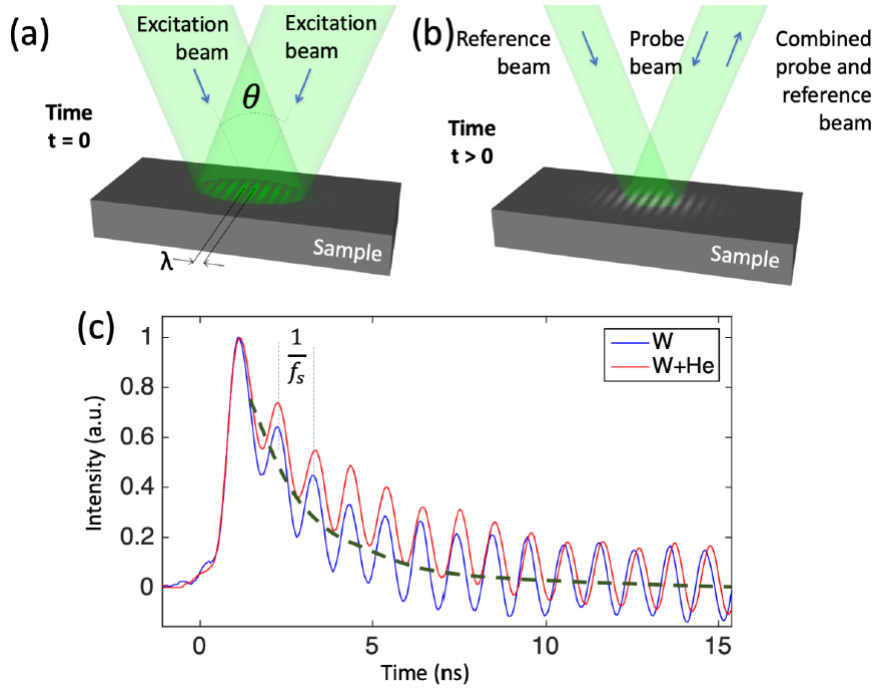 (a)
Excitation
beam
Excitation
beam
θ
Time
t = 0
Sample
λ
(b)
Reference
beam
Probe
beam
Combined
probe and
reference
beam
Time
t > 0
Sample
(c)
1
f_s
W
W+He
Intensity (a.u.)
1
0.8
0.6
0.4
0.2
0
0
5
10
15
Time (ns)